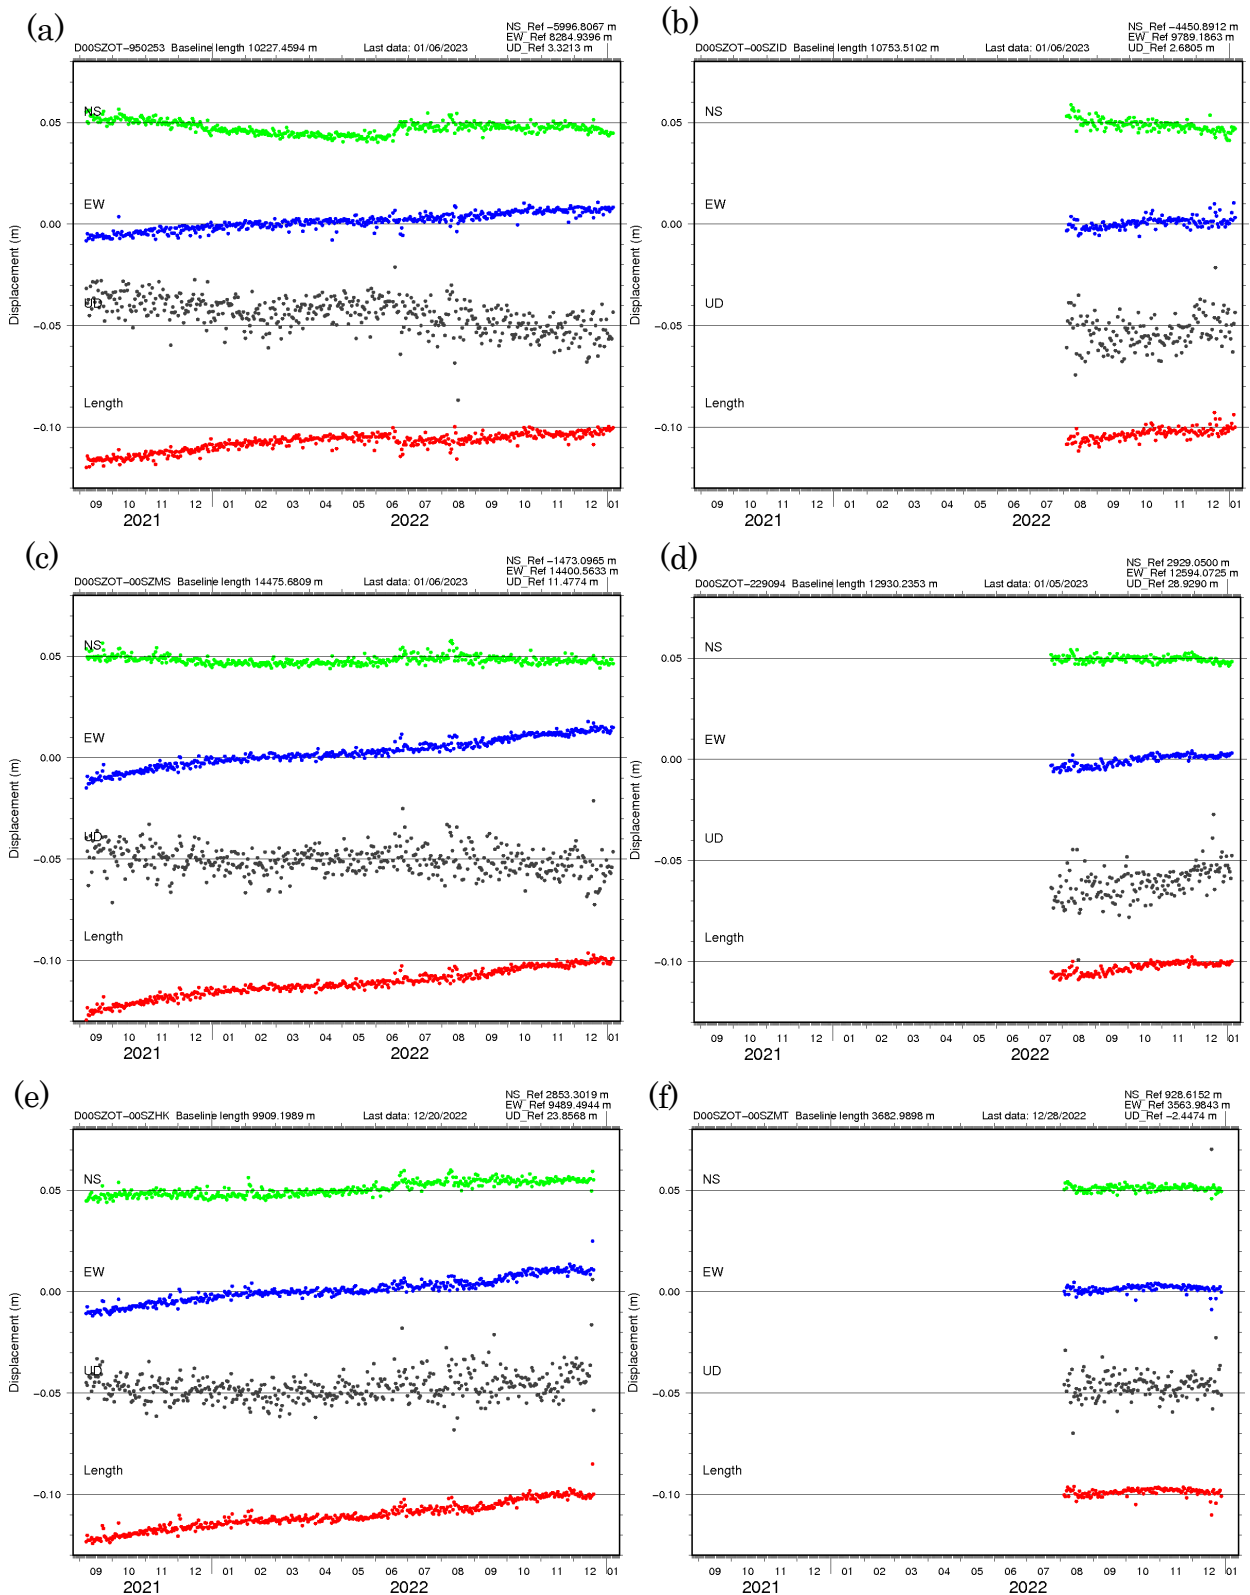 (a)
NS_Ref −5996.8067 m
EW_Ref 8284.9396 m
D00SZOT−950253 Baseline length 10227.4594 m Last data: 01/06/2023 UD_Ref 3.3213 m
NS
0.05
EW
0.00
UD
−0.05
Length
−0.10
Displacement (m)
09 10 11 12 01 02 03 04 05 06 07 08 09 10 11 12 01
2021 2022
(b)
NS_Ref −4450.8912 m
EW_Ref 9789.1863 m
D00SZOT−00SZID Baseline length 10753.5102 m Last data: 01/06/2023 UD_Ref 2.6805 m
NS
0.05
EW
0.00
UD
−0.05
Length
−0.10
Displacement (m)
09 10 11 12 01 02 03 04 05 06 07 08 09 10 11 12 01
2021 2022
(c)
NS_Ref −1473.0965 m
EW_Ref 14400.5633 m
D00SZOT−00SZMS Baseline length 14475.6809 m Last data: 01/06/2023 UD_Ref 11.4774 m
NS
0.05
EW
0.00
UD
−0.05
Length
−0.10
Displacement (m)
09 10 11 12 01 02 03 04 05 06 07 08 09 10 11 12 01
2021 2022
(d)
NS_Ref 2929.0500 m
EW_Ref 12594.0725 m
D00SZOT−229094 Baseline length 12930.2353 m Last data: 01/05/2023 UD_Ref 28.9290 m
NS
0.05
EW
0.00
UD
−0.05
Length
−0.10
Displacement (m)
09 10 11 12 01 02 03 04 05 06 07 08 09 10 11 12 01
2021 2022
(e)
NS_Ref 2853.3019 m
EW_Ref 9489.4944 m
D00SZOT−00SZHK Baseline length 9909.1989 m Last data: 12/20/2022 UD_Ref 23.8568 m
NS
0.05
EW
0.00
UD
−0.05
Length
−0.10
Displacement (m)
09 10 11 12 01 02 03 04 05 06 07 08 09 10 11 12 01
2021 2022
(f)
NS_Ref 928.6152 m
EW_Ref 3563.9843 m
D00SZOT−00SZMT Baseline length 3682.9898 m Last data: 12/28/2022 UD_Ref −2.4474 m
NS
0.05
EW
0.00
UD
−0.05
Length
−0.10
Displacement (m)
09 10 11 12 01 02 03 04 05 06 07 08 09 10 11 12 01
2021 2022